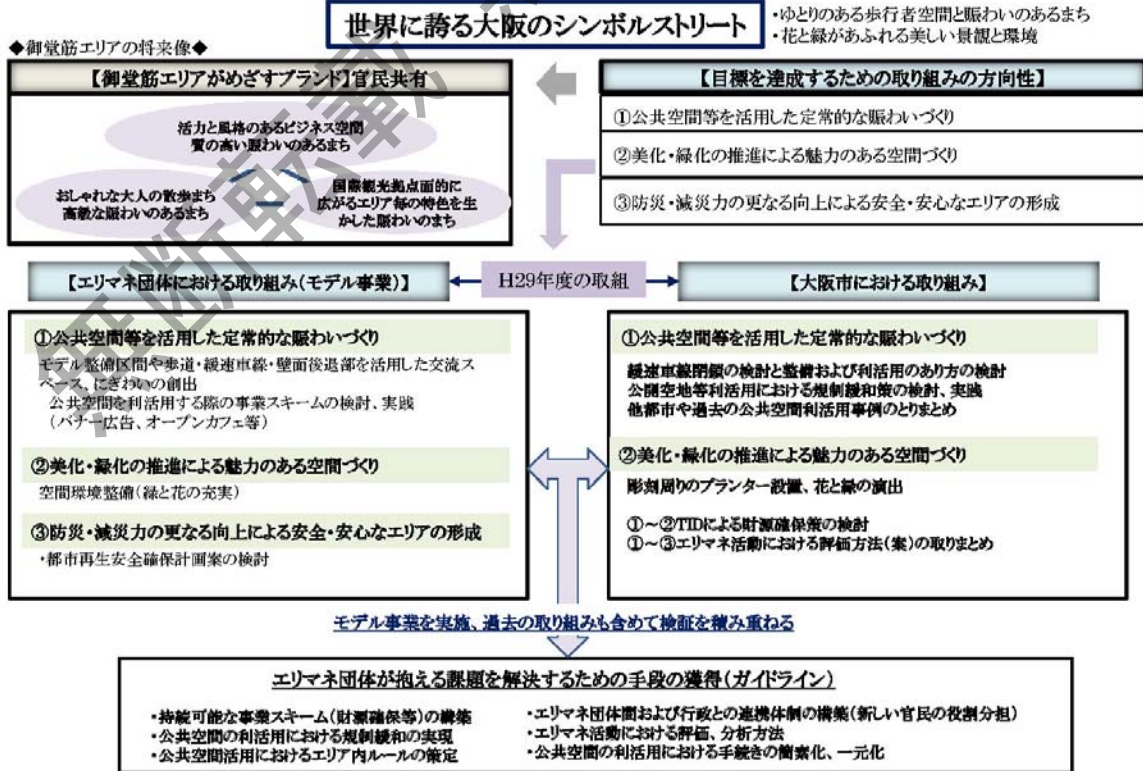 世界に誇る大阪のシンボルストリート
・ゆとりのある歩行者空間と賑わいのあるまち
・花と緑があふれる美しい景観と環境
◆御堂筋エリアの将来像◆
【御堂筋エリアがめざすブランド】官民共有
活力と風格のあるビジネス空間
質の高い賑わいのあるまち
おしゃれな大人の散歩まち
高級な賑わいのあるまち
国際観光拠点面的に
広がるエリア毎の特色を生
かした賑わいのまち
【目標を達成するための取り組みの方向性】
①公共空間等を活用した定常的な賑わいづくり
②美化・緑化の推進による魅力のある空間づくり
③防災・減災力の更なる向上による安全・安心なエリアの形成
【エリマネ団体における取り組み(モデル事業)】
H29年度の取組
【大阪市における取り組み】
①公共空間等を活用した定常的な賑わいづくり
モデル整備区間や歩道・緩速車線・壁面後退部を活用した交流ス
ペース、にぎわいの創出
公共空間を利活用する際の事業スキームの検討、実践
(バナー広告、オープンカフェ等)
②美化・緑化の推進による魅力のある空間づくり
空間環境整備(緑と花の充実)
③防災・減災力の更なる向上による安全・安心なエリアの形成
・都市再生安全確保計画案の検討
①公共空間等を活用した定常的な賑わいづくり
緩速車線閉鎖の検討と整備および利活用のあり方の検討
公開空地等利活用における規制緩和策の検討、実践
他都市や過去の公共空間利活用事例のとりまとめ
②美化・緑化の推進による魅力のある空間づくり
彫刻周りのプランター設置、花と緑の演出
①~②TIDによる財源確保策の検討
①~③エリマネ活動における評価方法(案)の取りまとめ
モデル事業を実施、過去の取り組みも含めて検証を積み重ねる
エリマネ団体が抱える課題を解決するための手段の獲得(ガイドライン)
・持続可能な事業スキーム(財源確保等)の構築
・公共空間の利活用における規制緩和の実現
・公共空間活用におけるエリア内ルールの策定
・エリマネ団体間および行政との連携体制の構築(新しい官民の役割分担)
・エリマネ活動における評価、分析方法
・公共空間の利活用における手続きの簡素化、一元化
無断転載